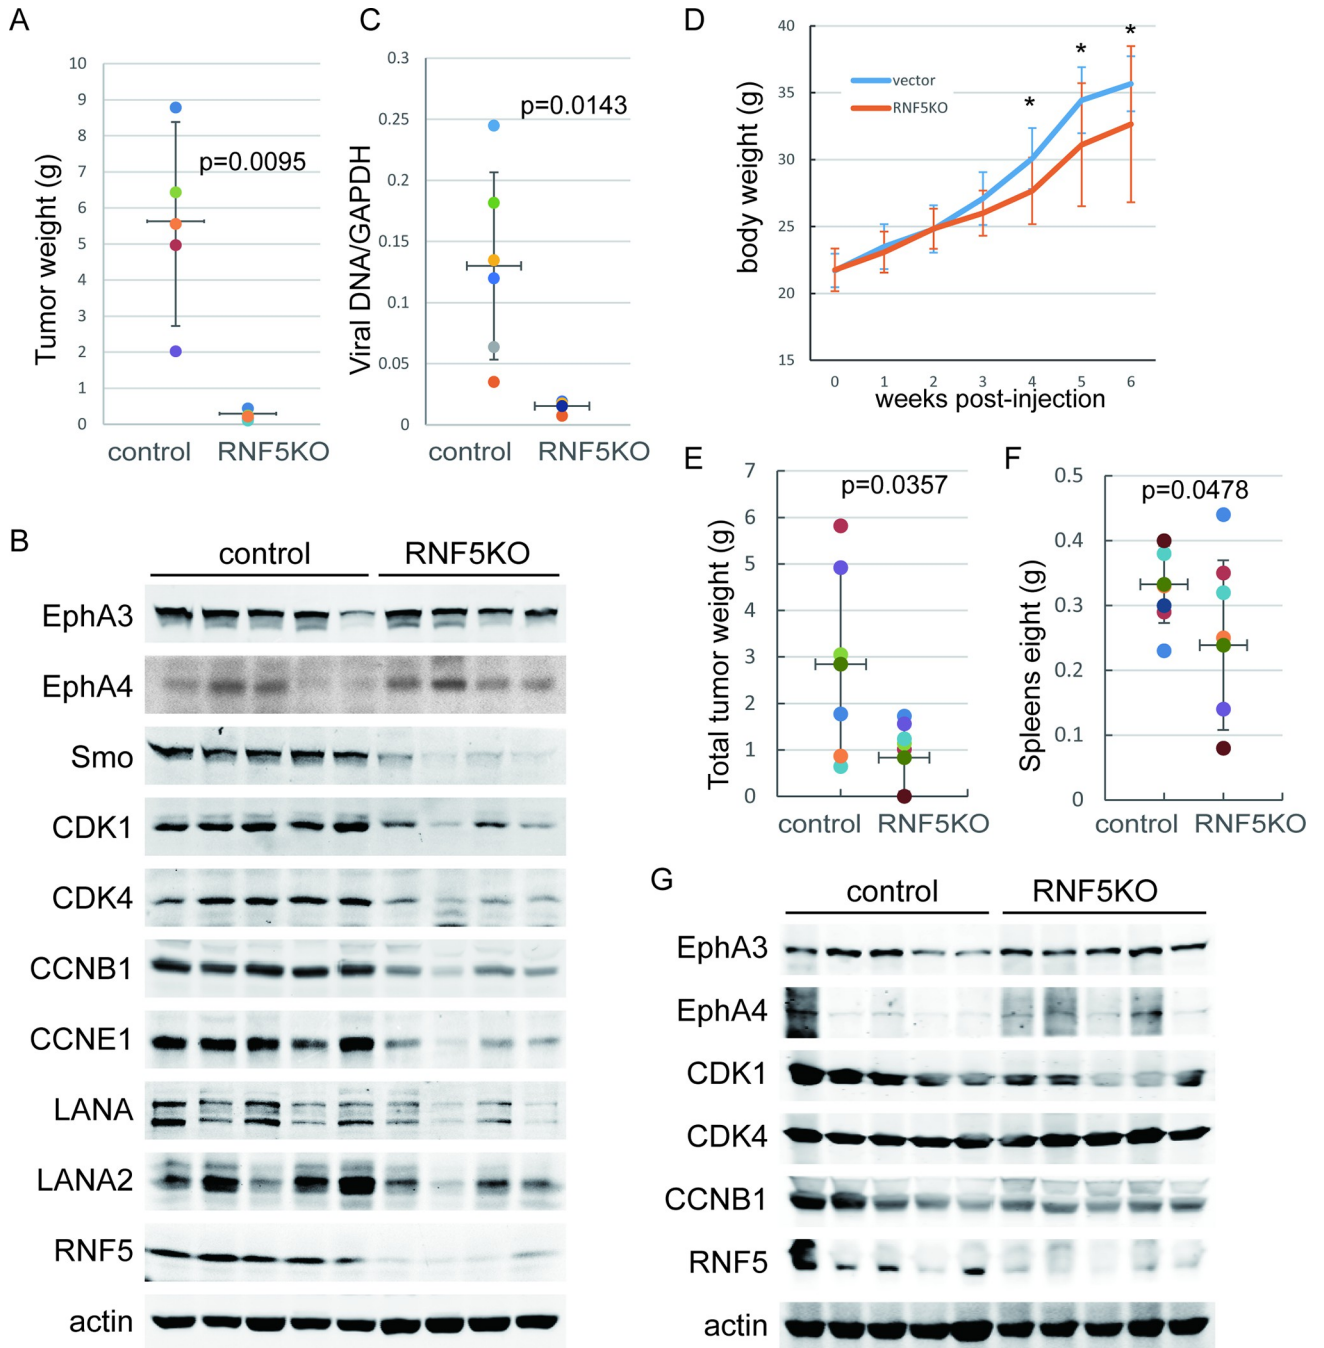 A
10
9
8
7
6
5
4
3
2
1
0
Tumor weight (g)
p=0.0095
control RNF5KO
C
0.3
0.25
0.2
0.15
0.1
0.05
0
Viral DNA/GAPDH
p=0.0143
control RNF5KO
D
40
35
30
25
20
15
body weight (g)
vector
RNF5KO
* * *
0 1 2 3 4 5 6
weeks post-injection
B
control RNF5KO
EphA3
EphA4
Smo
CDK1
CDK4
CCNB1
CCNE1
LANA
LANA2
RNF5
actin
E
7
6
5
4
3
2
1
0
Total tumor weight (g)
p=0.0357
control RNF5KO
F
0.5
0.4
0.3
0.2
0.1
0
Spleens eight (g)
p=0.0478
control RNF5KO
G
control RNF5KO
EphA3
EphA4
CDK1
CDK4
CCNB1
RNF5
actin